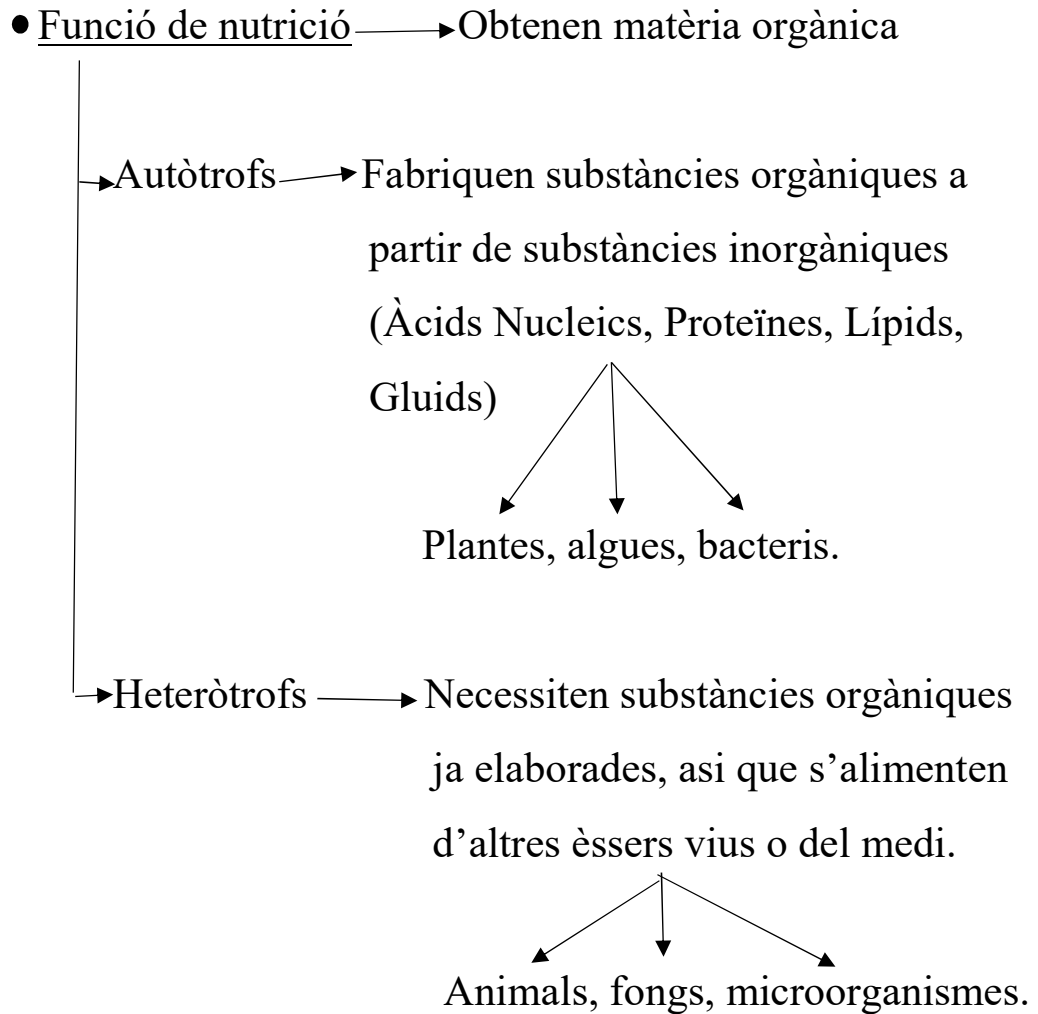 • Funció de nutrició Obtenen matèria orgànica
Autòtrofs Fabriquen substàncies orgàniques a
partir de substàncies inorgàniques
(Àcids Nucleics, Proteïnes, Lípids,
Gluids)
Plantes, algues, bacteris.
Heteròtrofs Necessiten substàncies orgàniques
ja elaborades, asi que s’alimenten
d’altres èssers vius o del medi.
Animals, fongs, microorganismes.